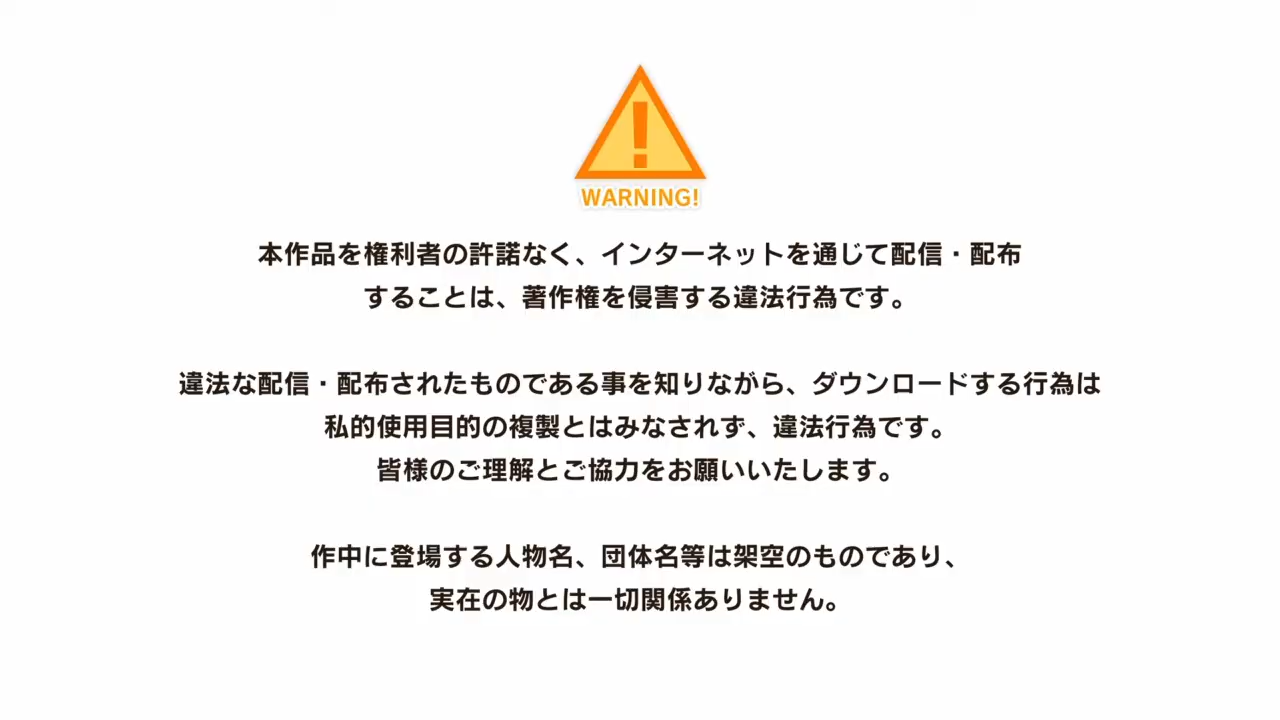 WARNING!
本作品を権利者の許諾なく、インターネットを通じて配信・配布
することは、著作権を侵害する違法行為です。
違法な配信・配布されたものである事を知りながら、ダウンロードする行為は
私的使用目的の複製とはみなされず、違法行為です。
皆様のご理解とご協力をお願いいたします。
作中に登場する人物名、団体名等は架空のものであり、
実在の物とは一切関係ありません。